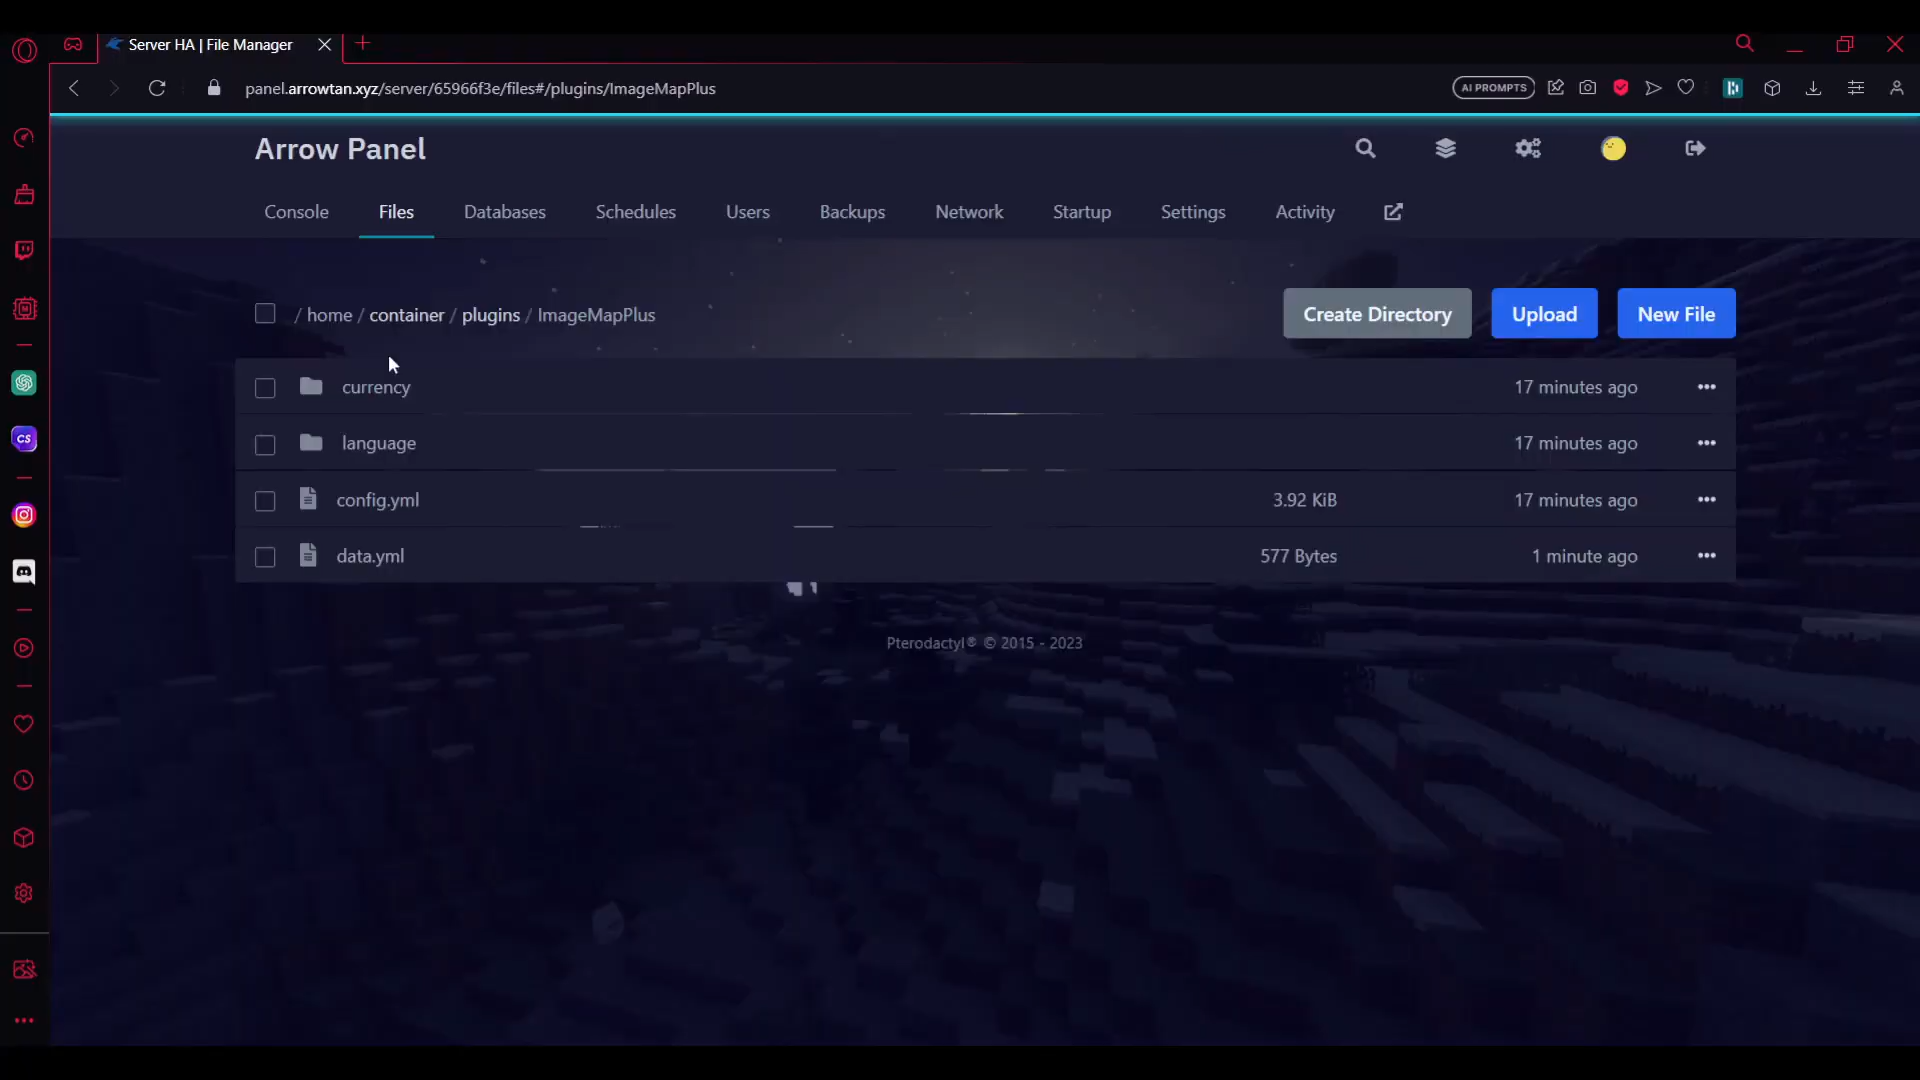 Server HA | File Manager
panel.arrowtan.xyz/server/65966f3e/files#/plugins/ImageMapPlus
AI PROMPTS
Arrow Panel
Console Files Databases Schedules Users Backups Network Startup Settings Activity
/ home / container / plugins / ImageMapPlus
Create Directory Upload New File
currency 17 minutes ago
language 17 minutes ago
config.yml 3.92 KiB 17 minutes ago
data.yml 577 Bytes 1 minute ago
Pterodactyl® © 2015 - 2023
CS